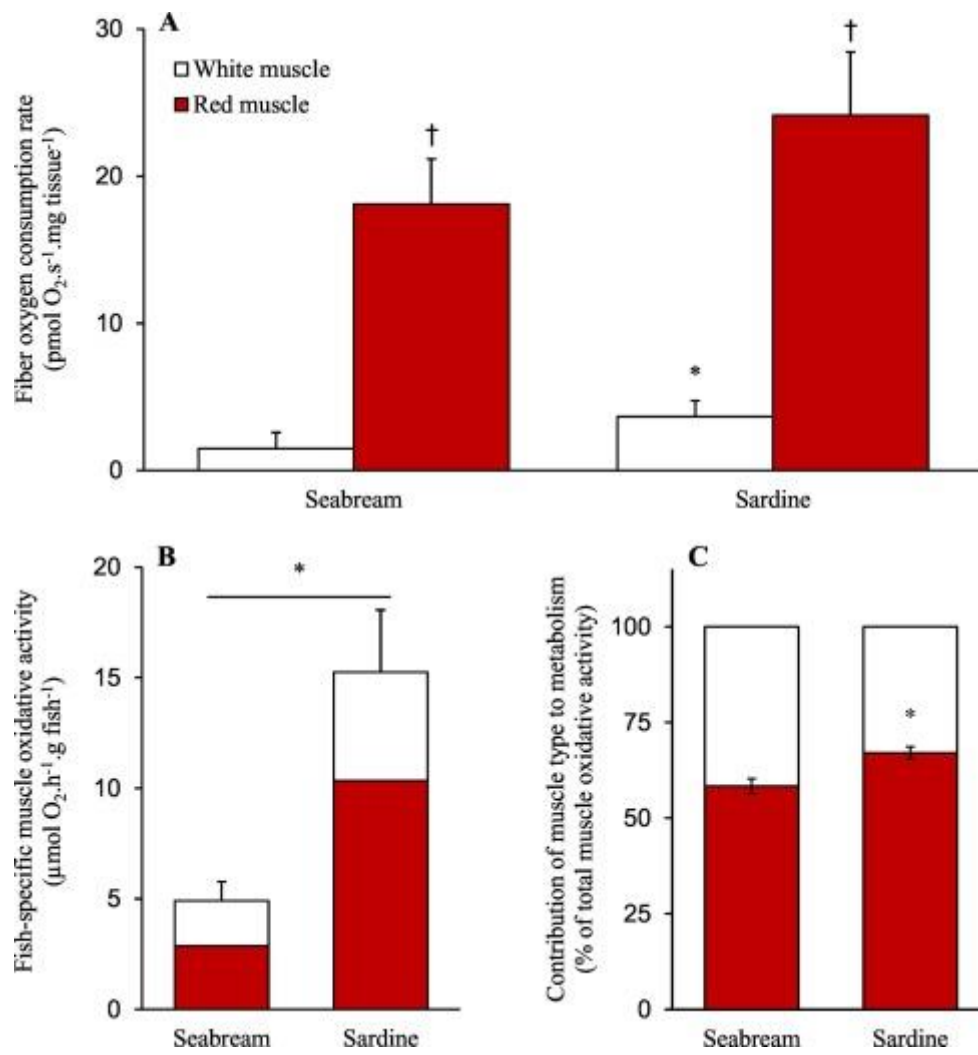 A
30
20
10
0
White muscle
Red muscle
†
*
†
Fiber oxygen consumption rate
(pmol O₂.s⁻¹.mg tissue⁻¹)
Seabream
Sardine
B
20
15
10
5
0
*
Fish-specific muscle oxidative activity
(µmol O₂.h⁻¹.g fish⁻¹)
Seabream
Sardine
C
100
75
50
25
0
*
Contribution of muscle type to metabolism
(% of total muscle oxidative activity)
Seabream
Sardine